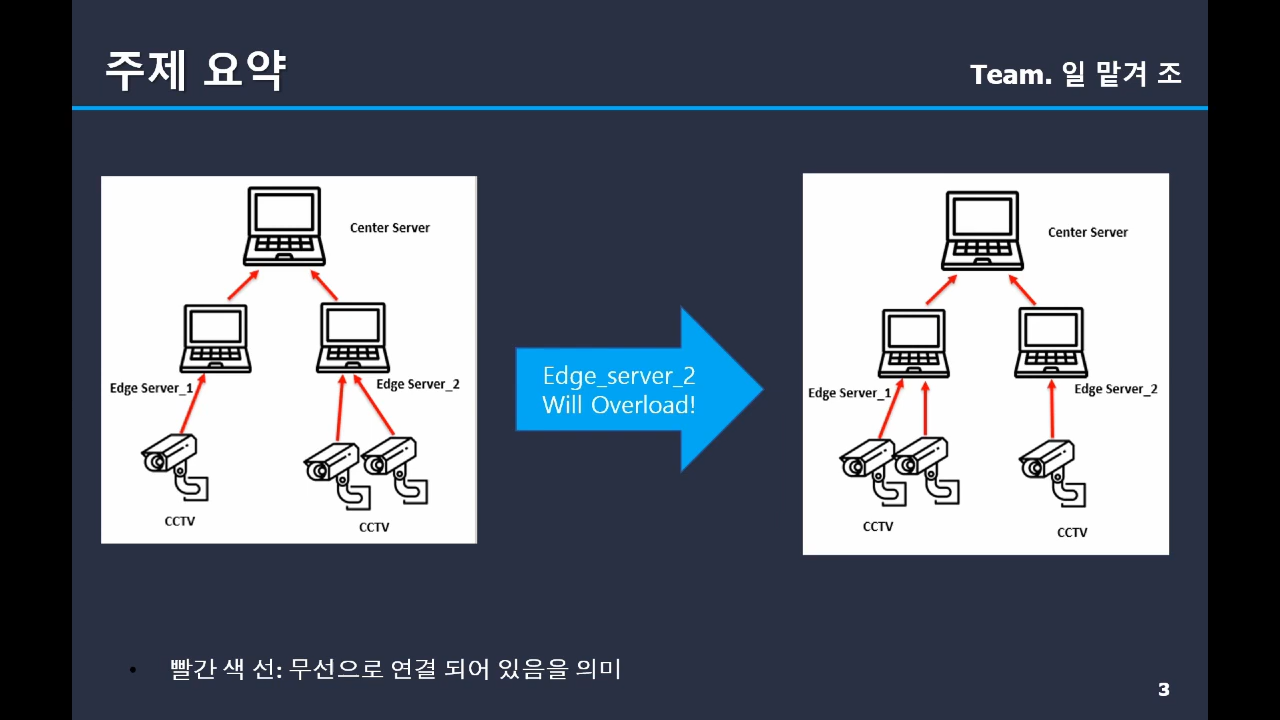 주제 요약
Team. 일 맡겨 조
Center Server
Edge Server_1
Edge Server_2
CCTV
CCTV
Edge_server_2
Will Overload!
Center Server
Edge Server_1
Edge Server_2
CCTV
CCTV
• 빨간 색 선: 무선으로 연결 되어 있음을 의미
3